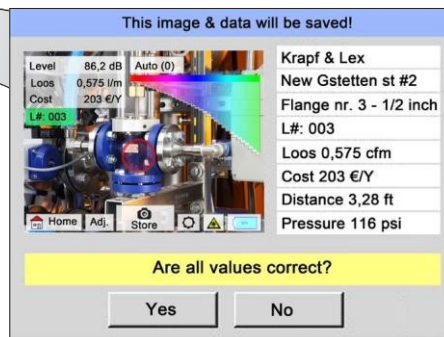 This image & data will be saved!
Level 86,2 dB
Auto (0)
Loos 0,575 l/m
Cost 203 €/Y
L#: 003
Home
Adj.
Store
Krapf & Lex
New Gstetten st #2
Flange nr. 3 - 1/2 inch
L#: 003
Loos 0,575 cfm
Cost 203 €/Y
Distance 3,28 ft
Pressure 116 psi
Are all values correct?
Yes
No